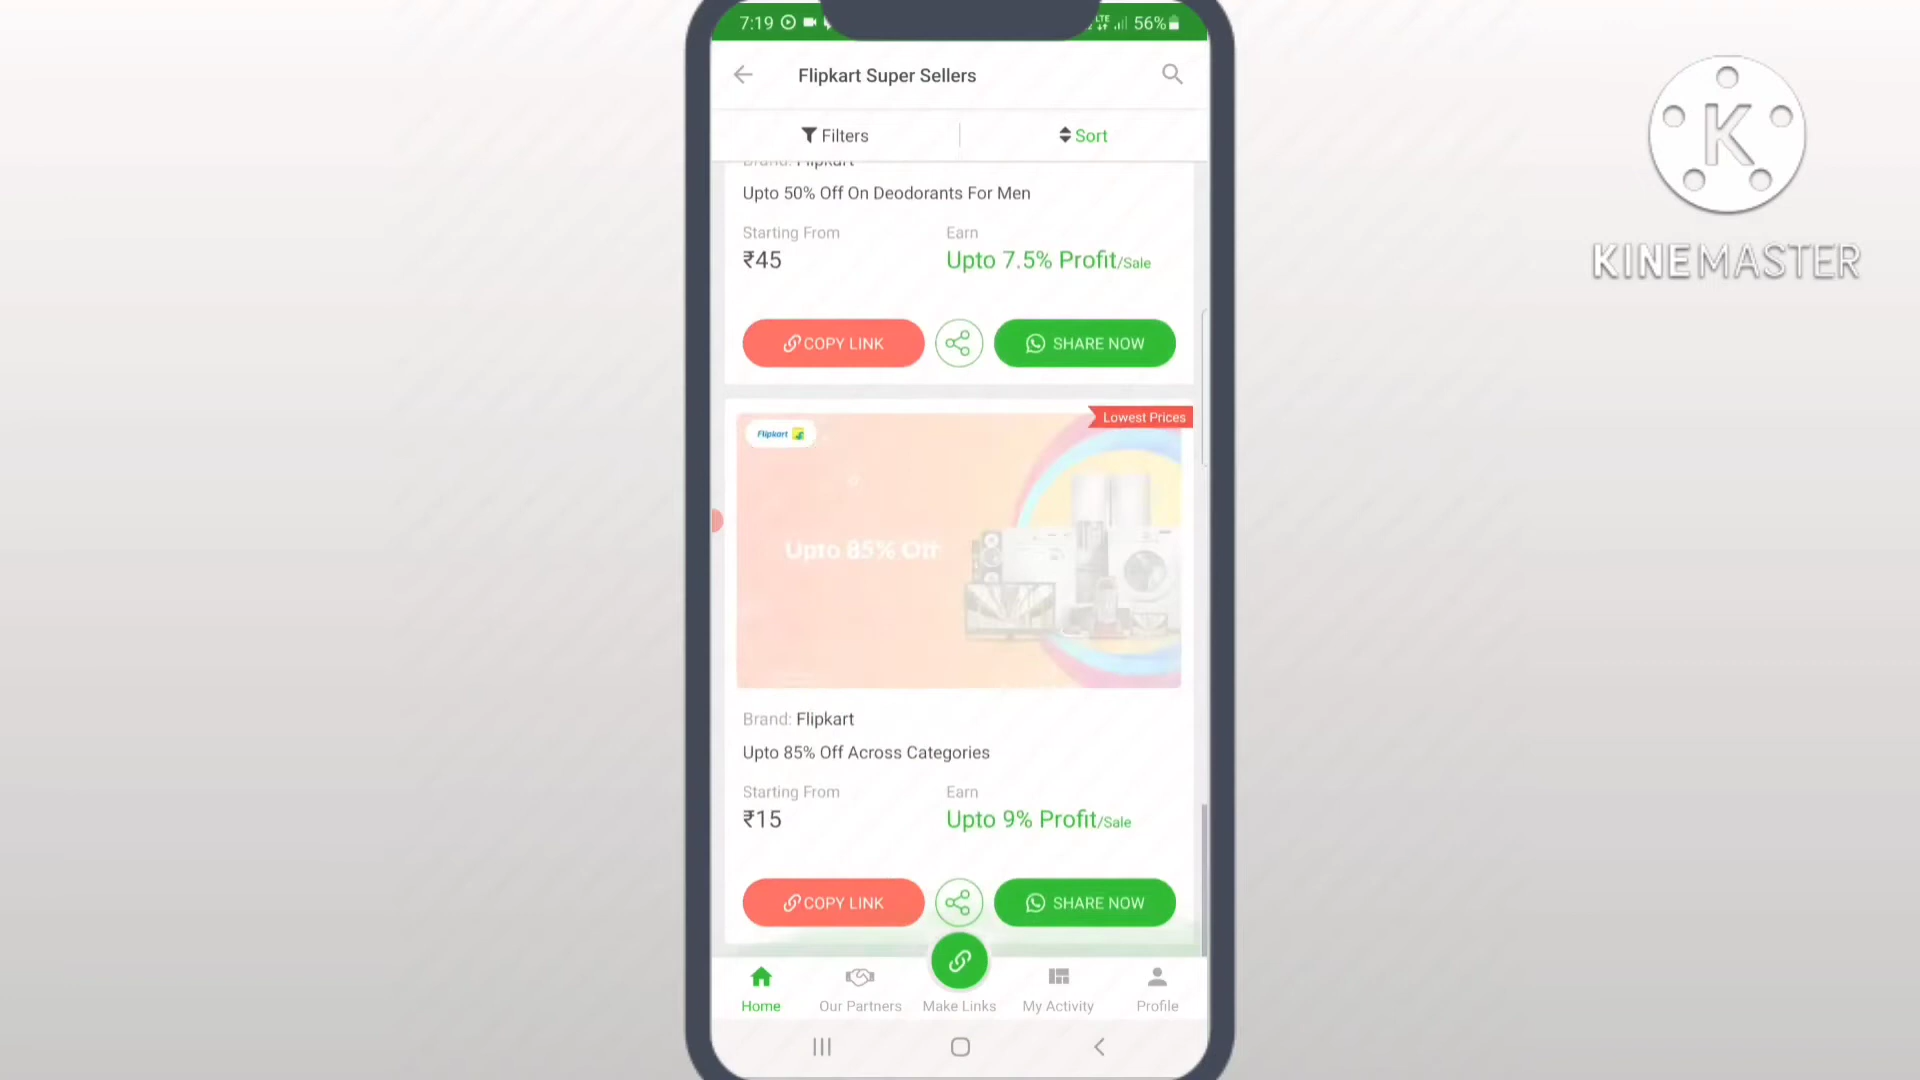 7:19 LTE 56%
Flipkart Super Sellers
Filters Sort
Brand: Flipkart
Upto 50% Off On Deodorants For Men
Starting From Earn
₹45 Upto 7.5% Profit/Sale
COPY LINK SHARE NOW
Lowest Prices
Flipkart
Upto 85% Off
Brand: Flipkart
Upto 85% Off Across Categories
Starting From Earn
₹15 Upto 9% Profit/Sale
COPY LINK SHARE NOW
Home Our Partners Make Links My Activity Profile
K
KINEMASTER